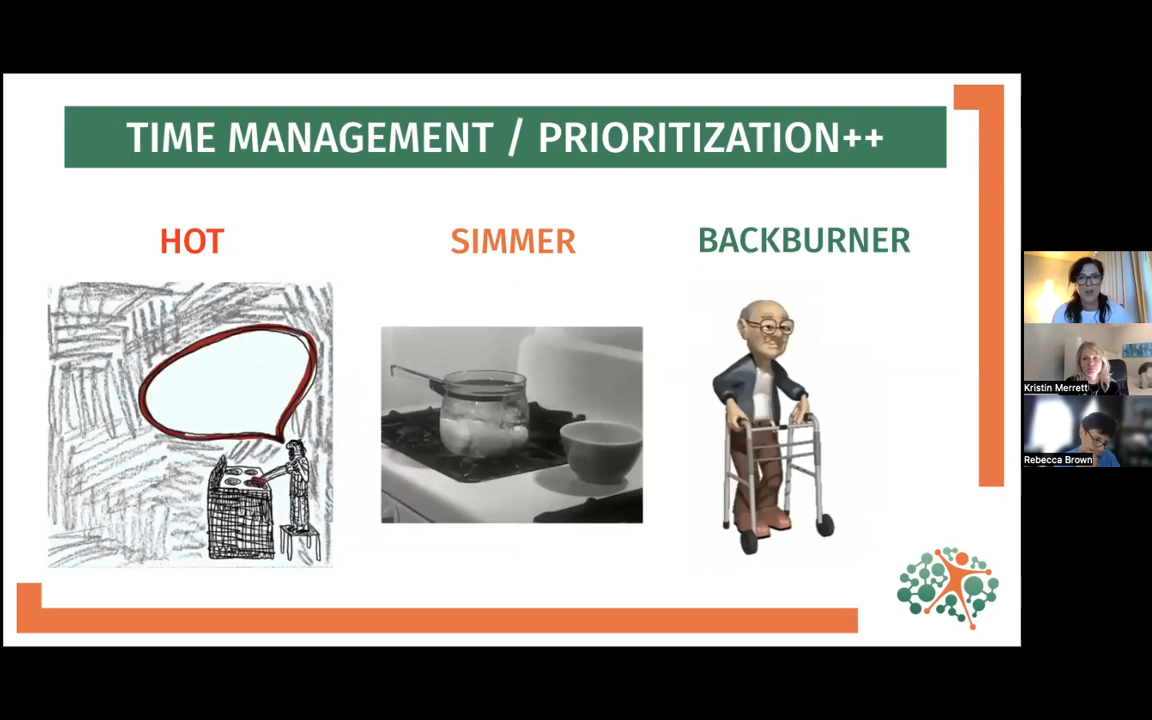 TIME MANAGEMENT / PRIORITIZATION++
HOT
SIMMER
BACKBURNER
Kristin Merrett
Rebecca Brown